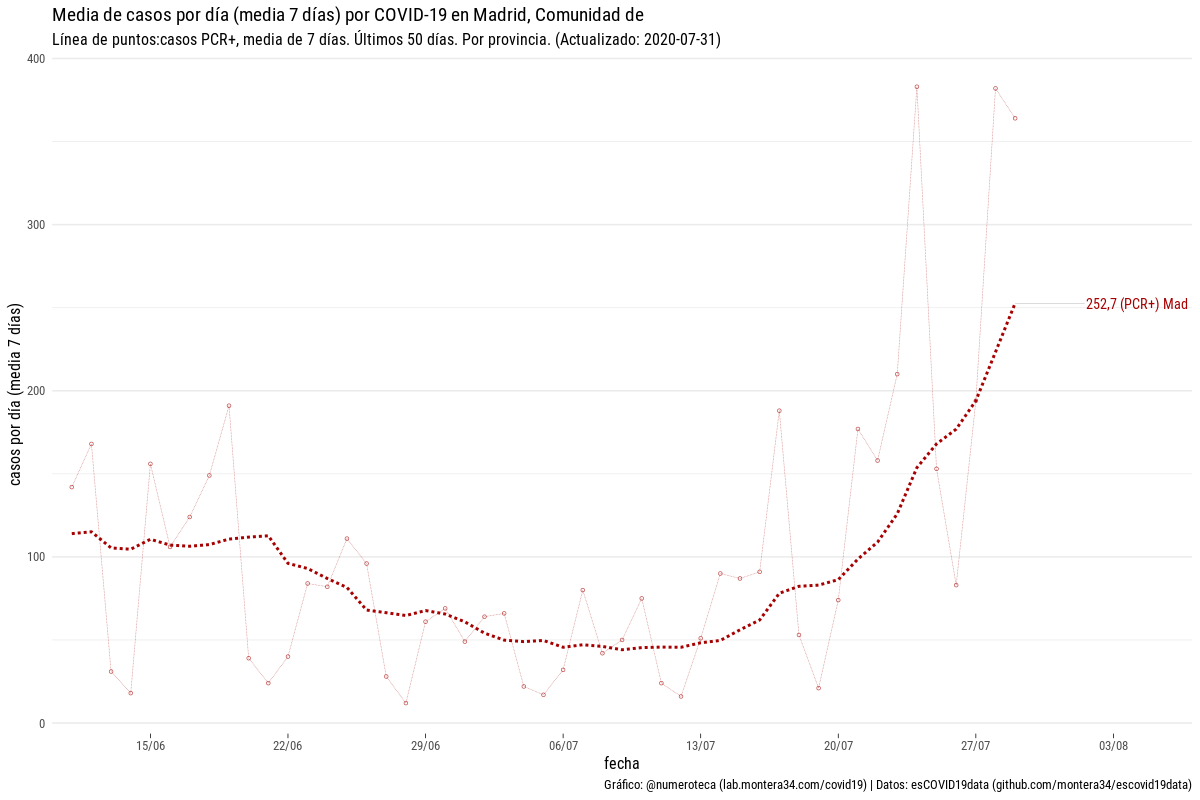 Media de casos por día (media 7 días) por COVID-19 en Madrid, Comunidad de
Línea de puntos:casos PCR+, media de 7 días. Últimos 50 días. Por provincia. (Actualizado: 2020-07-31)
400
300
200
100
0
casos por día (media 7 días)
252,7 (PCR+) Mad
15/06
22/06
29/06
06/07
13/07
20/07
27/07
03/08
fecha
Gráfico: @numeroteca (lab.montera34.com/covid19) | Datos: esCOVID19data (github.com/montera34/escovid19data)